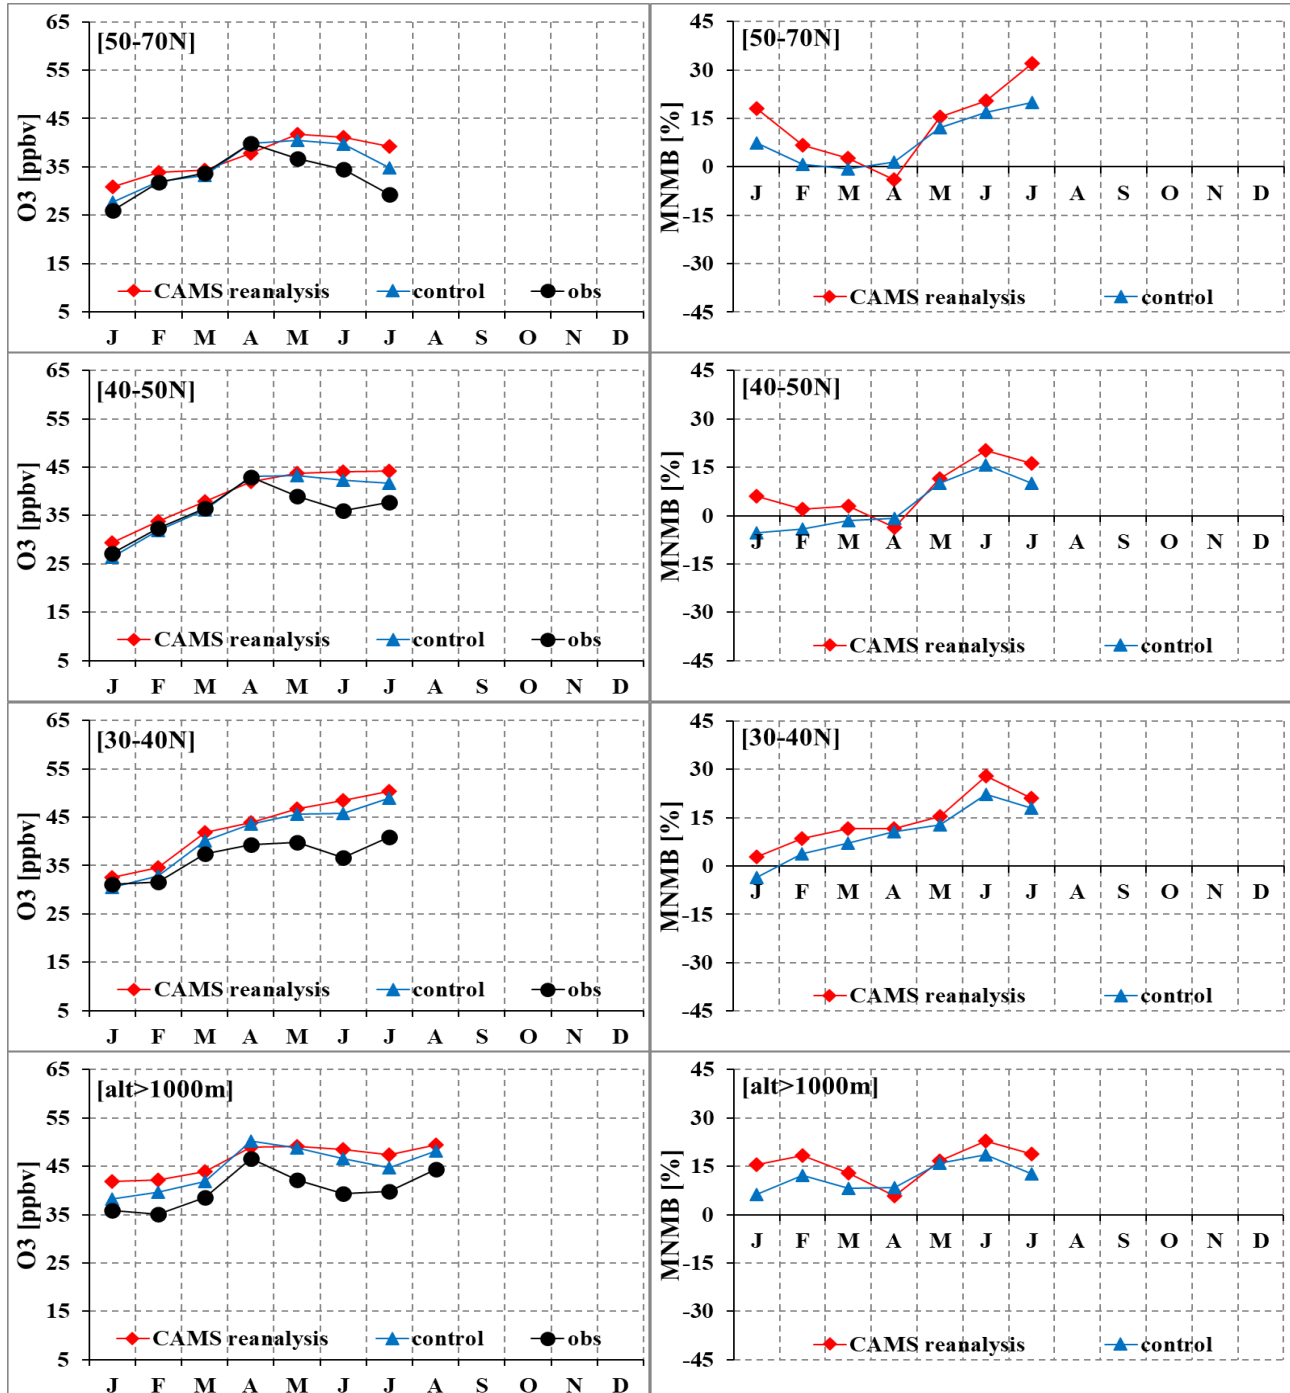 [50-70N]
O3 [ppbv]
65
55
45
35
25
15
5
CAMS reanalysis control obs
J F M A M J J A S O N D
[50-70N]
MNMB [%]
45
30
15
0
-15
-30
-45
J F M A M J J A S O N D
CAMS reanalysis control
[40-50N]
O3 [ppbv]
65
55
45
35
25
15
5
CAMS reanalysis control obs
J F M A M J J A S O N D
[40-50N]
MNMB [%]
45
30
15
0
-15
-30
-45
J F M A M J J A S O N D
CAMS reanalysis control
[30-40N]
O3 [ppbv]
65
55
45
35
25
15
5
CAMS reanalysis control obs
J F M A M J J A S O N D
[30-40N]
MNMB [%]
45
30
15
0
-15
-30
-45
J F M A M J J A S O N D
CAMS reanalysis control
[alt>1000m]
O3 [ppbv]
65
55
45
35
25
15
5
CAMS reanalysis control obs
J F M A M J J A S O N D
[alt>1000m]
MNMB [%]
45
30
15
0
-15
-30
-45
J F M A M J J A S O N D
CAMS reanalysis control